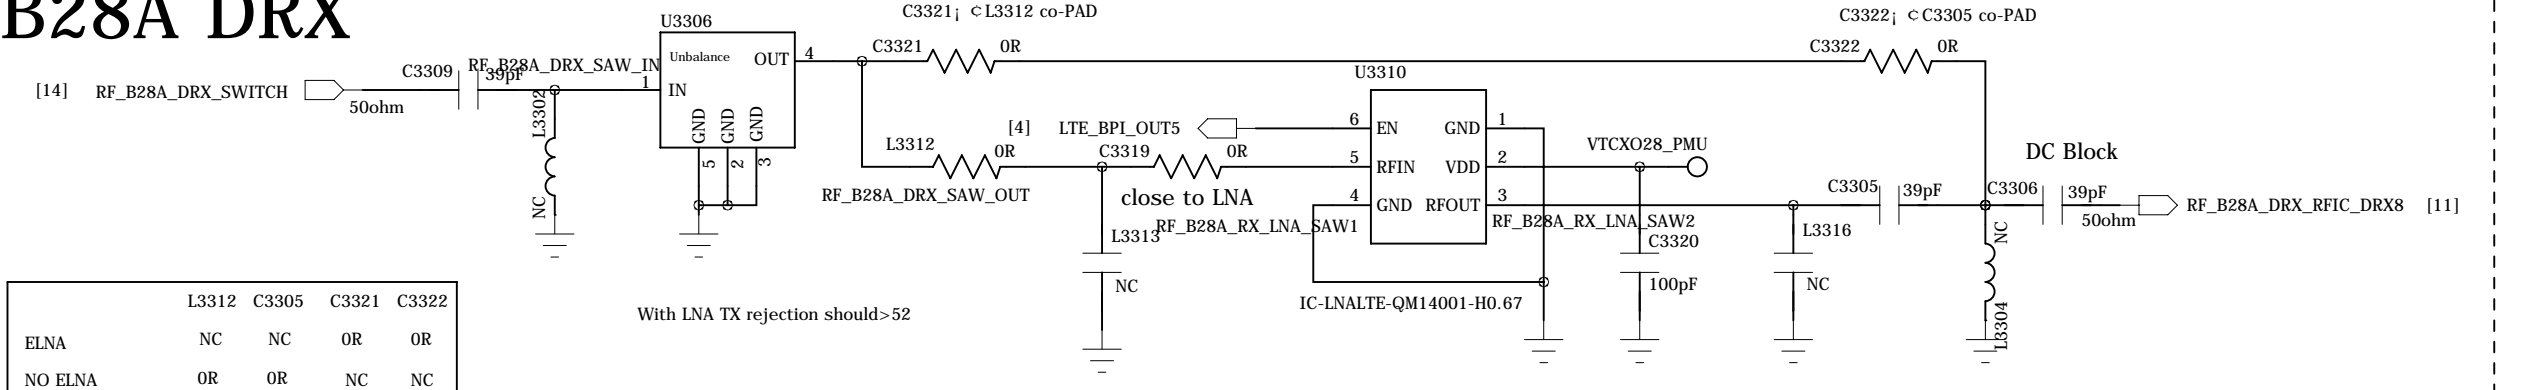 B28A DRX
C3321¡ ¢L3312 co-PAD
C3322¡ ¢C3305 co-PAD
U3306
Unbalance
OUT
4
IN
1
GND
GND
GND
5
2
3
C3321
0R
C3322
0R
[14]
RF_B28A_DRX_SWITCH
50ohm
C3309
39pF
RF_B28A_DRX_SAW_IN
L3302
NC
U3310
[4]
LTE_BPI_OUT5
6
EN
GND
1
5
RFIN
VDD
2
4
GND
RFOUT
3
VTCXO28_PMU
L3312
0R
C3319
0R
RF_B28A_DRX_SAW_OUT
close to LNA
RF_B28A_RX_LNA_SAW1
L3313
NC
RF_B28A_RX_LNA_SAW2
C3320
100pF
L3316
NC
DC Block
C3305
39pF
C3306
39pF
50ohm
RF_B28A_DRX_RFIC_DRX8
[11]
NC
L3304
IC-LNALTE-QM14001-H0.67
With LNA TX rejection should>52
L3312 C3305 C3321 C3322
ELNA NC NC 0R 0R
NO ELNA 0R 0R NC NC